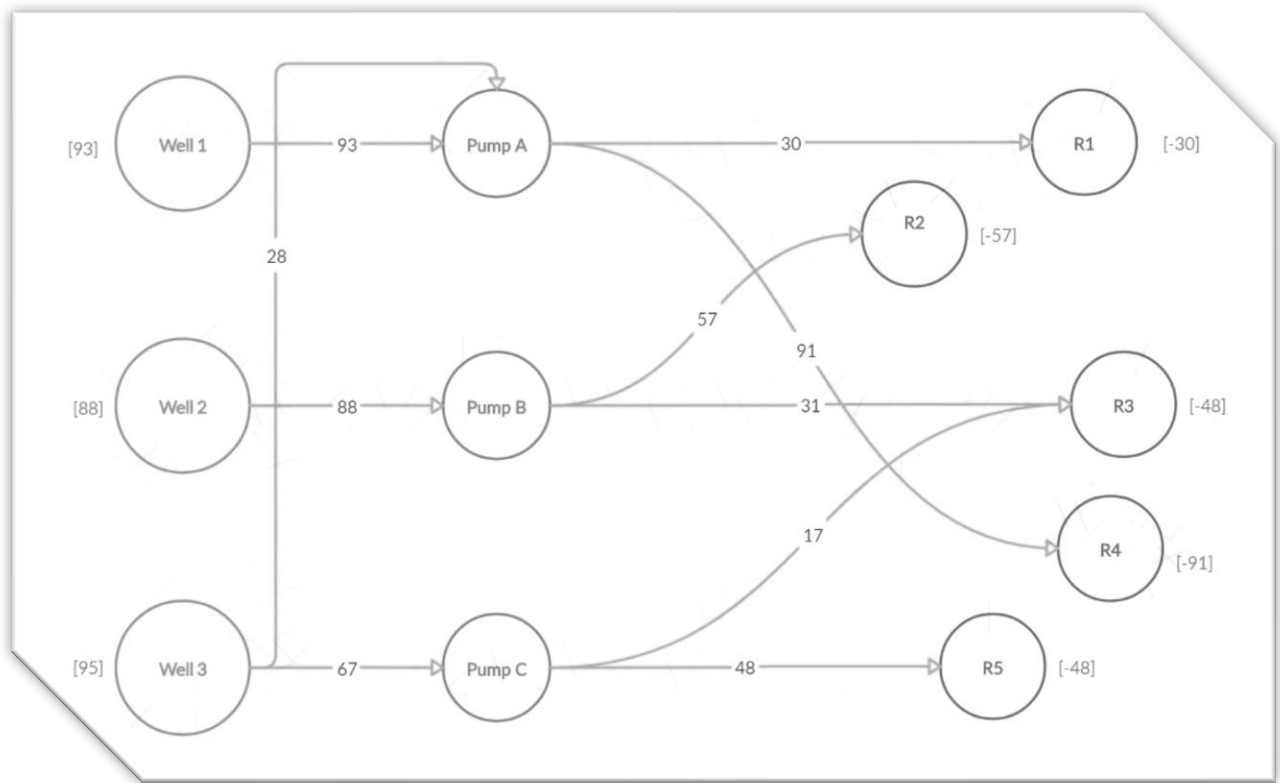 [93]
Well 1
93
Pump A
30
R1
[-30]
R2
[-57]
28
57
91
[88]
Well 2
88
Pump B
31
R3
[-48]
17
R4
[-91]
[95]
Well 3
67
Pump C
48
R5
[-48]